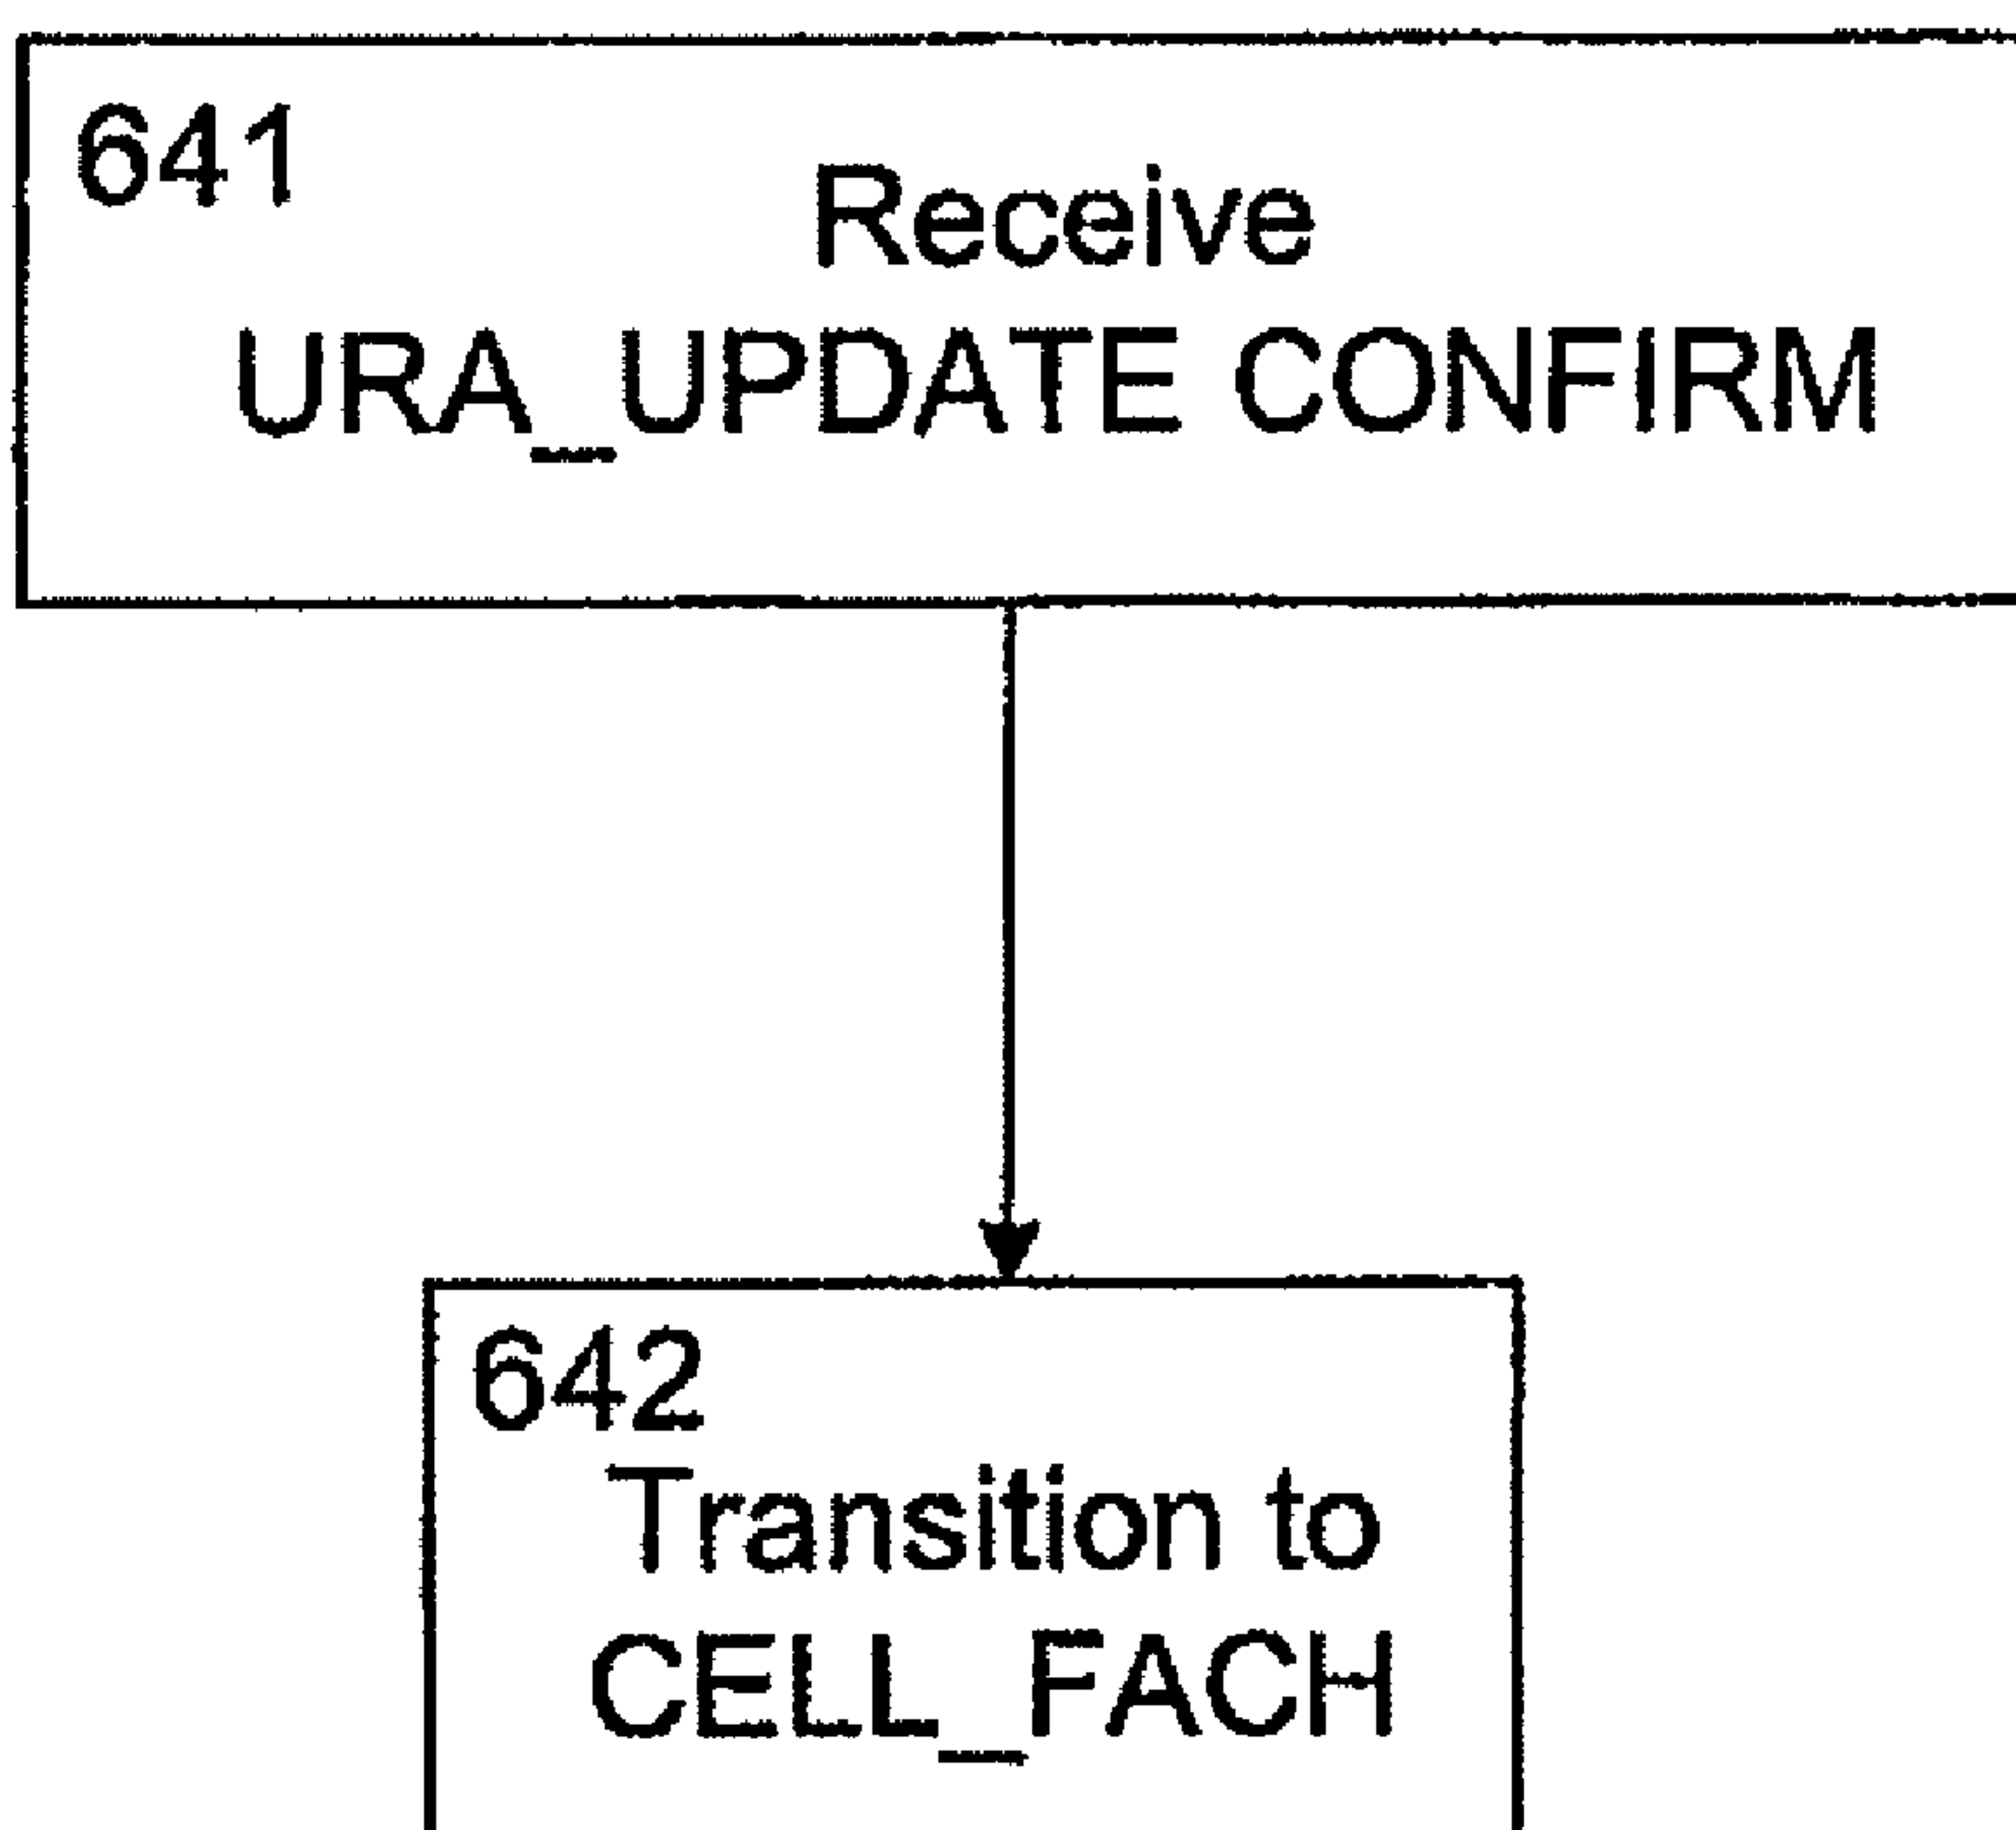 641
Receive
URA_UPDATE CONFIRM
642
Transition to
CELL_FACH